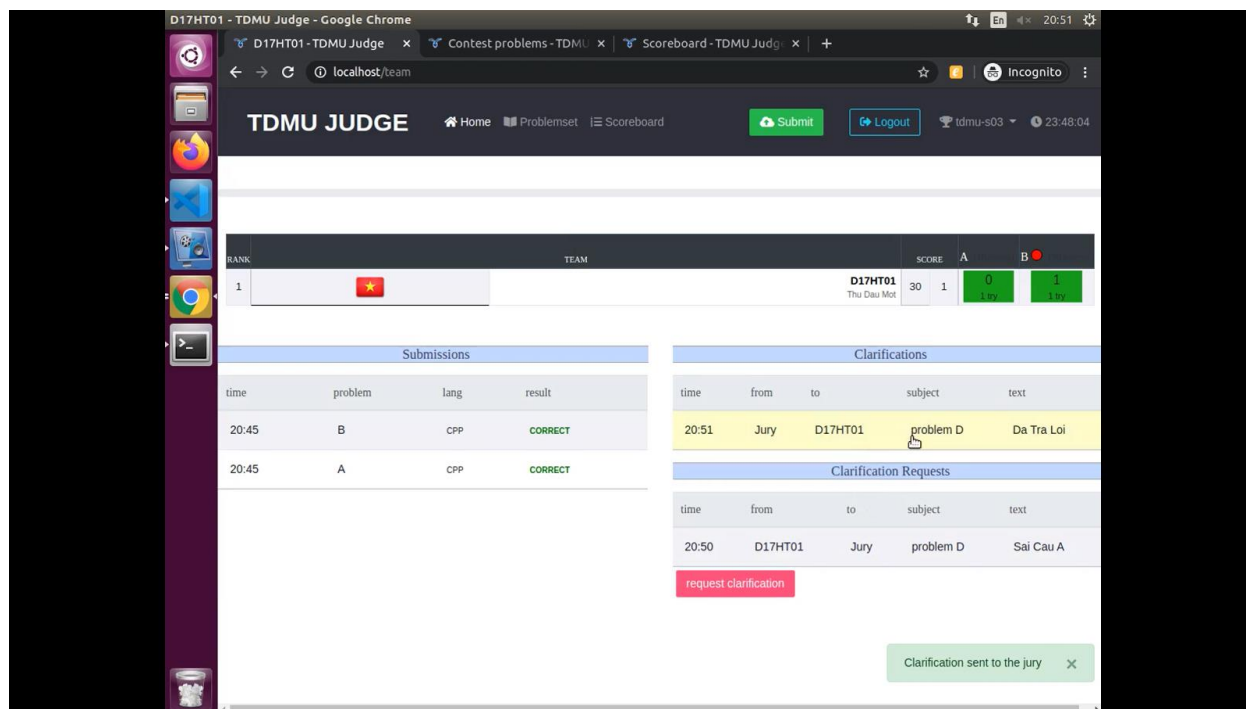 D17HT01 - TDMU Judge - Google Chrome En 20:51
D17HT01 - TDMU Judge × Contest problems - TDMU × Scoreboard - TDMU Judge × +
localhost/team Incognito
TDMU JUDGE Home Problemset Scoreboard Submit Logout tdmu-s03 23:48:04
RANK TEAM SCORE A B
1 D17HT01 30 1 0 1
Thu Dau Mot 1 try 1 try
Submissions
time problem lang result
20:45 B CPP CORRECT
20:45 A CPP CORRECT
Clarifications
time from to subject text
20:51 Jury D17HT01 problem D Da Tra Loi
Clarification Requests
time from to subject text
20:50 D17HT01 Jury problem D Sai Cau A
request clarification
Clarification sent to the jury ×